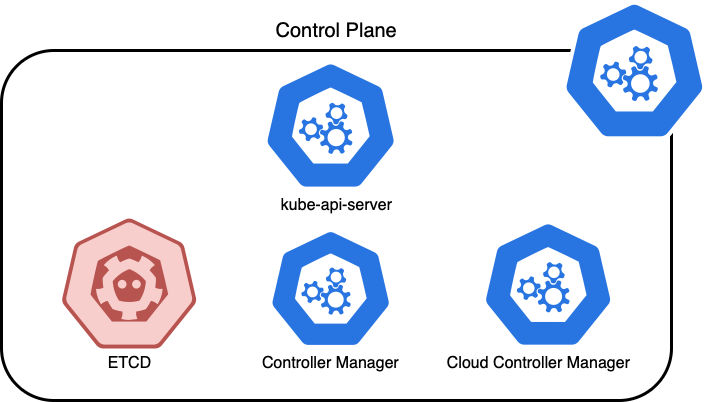 Control Plane
kube-api-server
ETCD
Controller Manager
Cloud Controller Manager